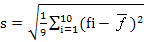 s = √(1/9 ∑_{i=1}^{10} (fi − f̅)²)